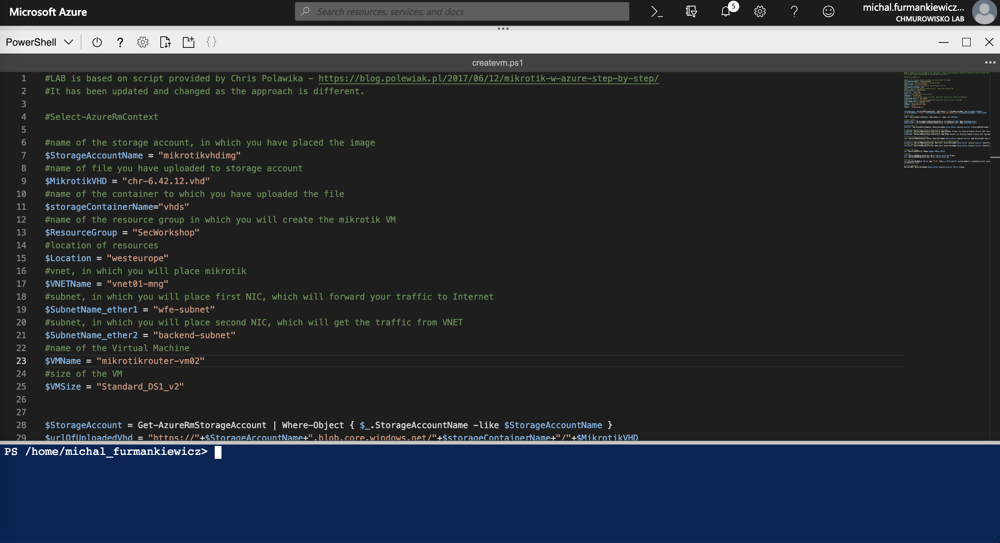 Microsoft Azure
Search resources, services, and docs
5
michal.furmankiewicz...
CHMUROWISKO LAB
PowerShell
createvm.ps1
1 #LAB is based on script provided by Chris Polawika - https://blog.polewiak.pl/2017/06/12/mikrotik-w-azure-step-by-step/
2 #It has been updated and changed as the approach is different.
3
4 #Select-AzureRmContext
5
6 #name of the storage account, in which you have placed the image
7 $StorageAccountName = "mikrotikvhdimg"
8 #name of file you have uploaded to storage account
9 $MikrotikVHD = "chr-6.42.12.vhd"
10 #name of the container to which you have uploaded the file
11 $storageContainerName="vhds"
12 #name of the resource group in which you will create the mikrotik VM
13 $ResourceGroup = "SecWorkshop"
14 #location of resources
15 $Location = "westeurope"
16 #vnet, in which you will place mikrotik
17 $VNETName = "vnet01-mng"
18 #subnet, in which you will place first NIC, which will forward your traffic to Internet
19 $SubnetName_ether1 = "wfe-subnet"
20 #subnet, in which you will place second NIC, which will get the traffic from VNET
21 $SubnetName_ether2 = "backend-subnet"
22 #name of the Virtual Machine
23 $VMName = "mikrotikrouter-vm02"
24 #size of the VM
25 $VMSize = "Standard_DS1_v2"
26
27
28 $StorageAccount = Get-AzureRmStorageAccount | Where-Object { $_.StorageAccountName -like $StorageAccountName }
29 $urlOfUploadedVhd = "https://"+$StorageAccountName+".blob.core.windows.net/"+$storageContainerName+"/"+$MikrotikVHD
PS /home/michal_furmankiewicz>